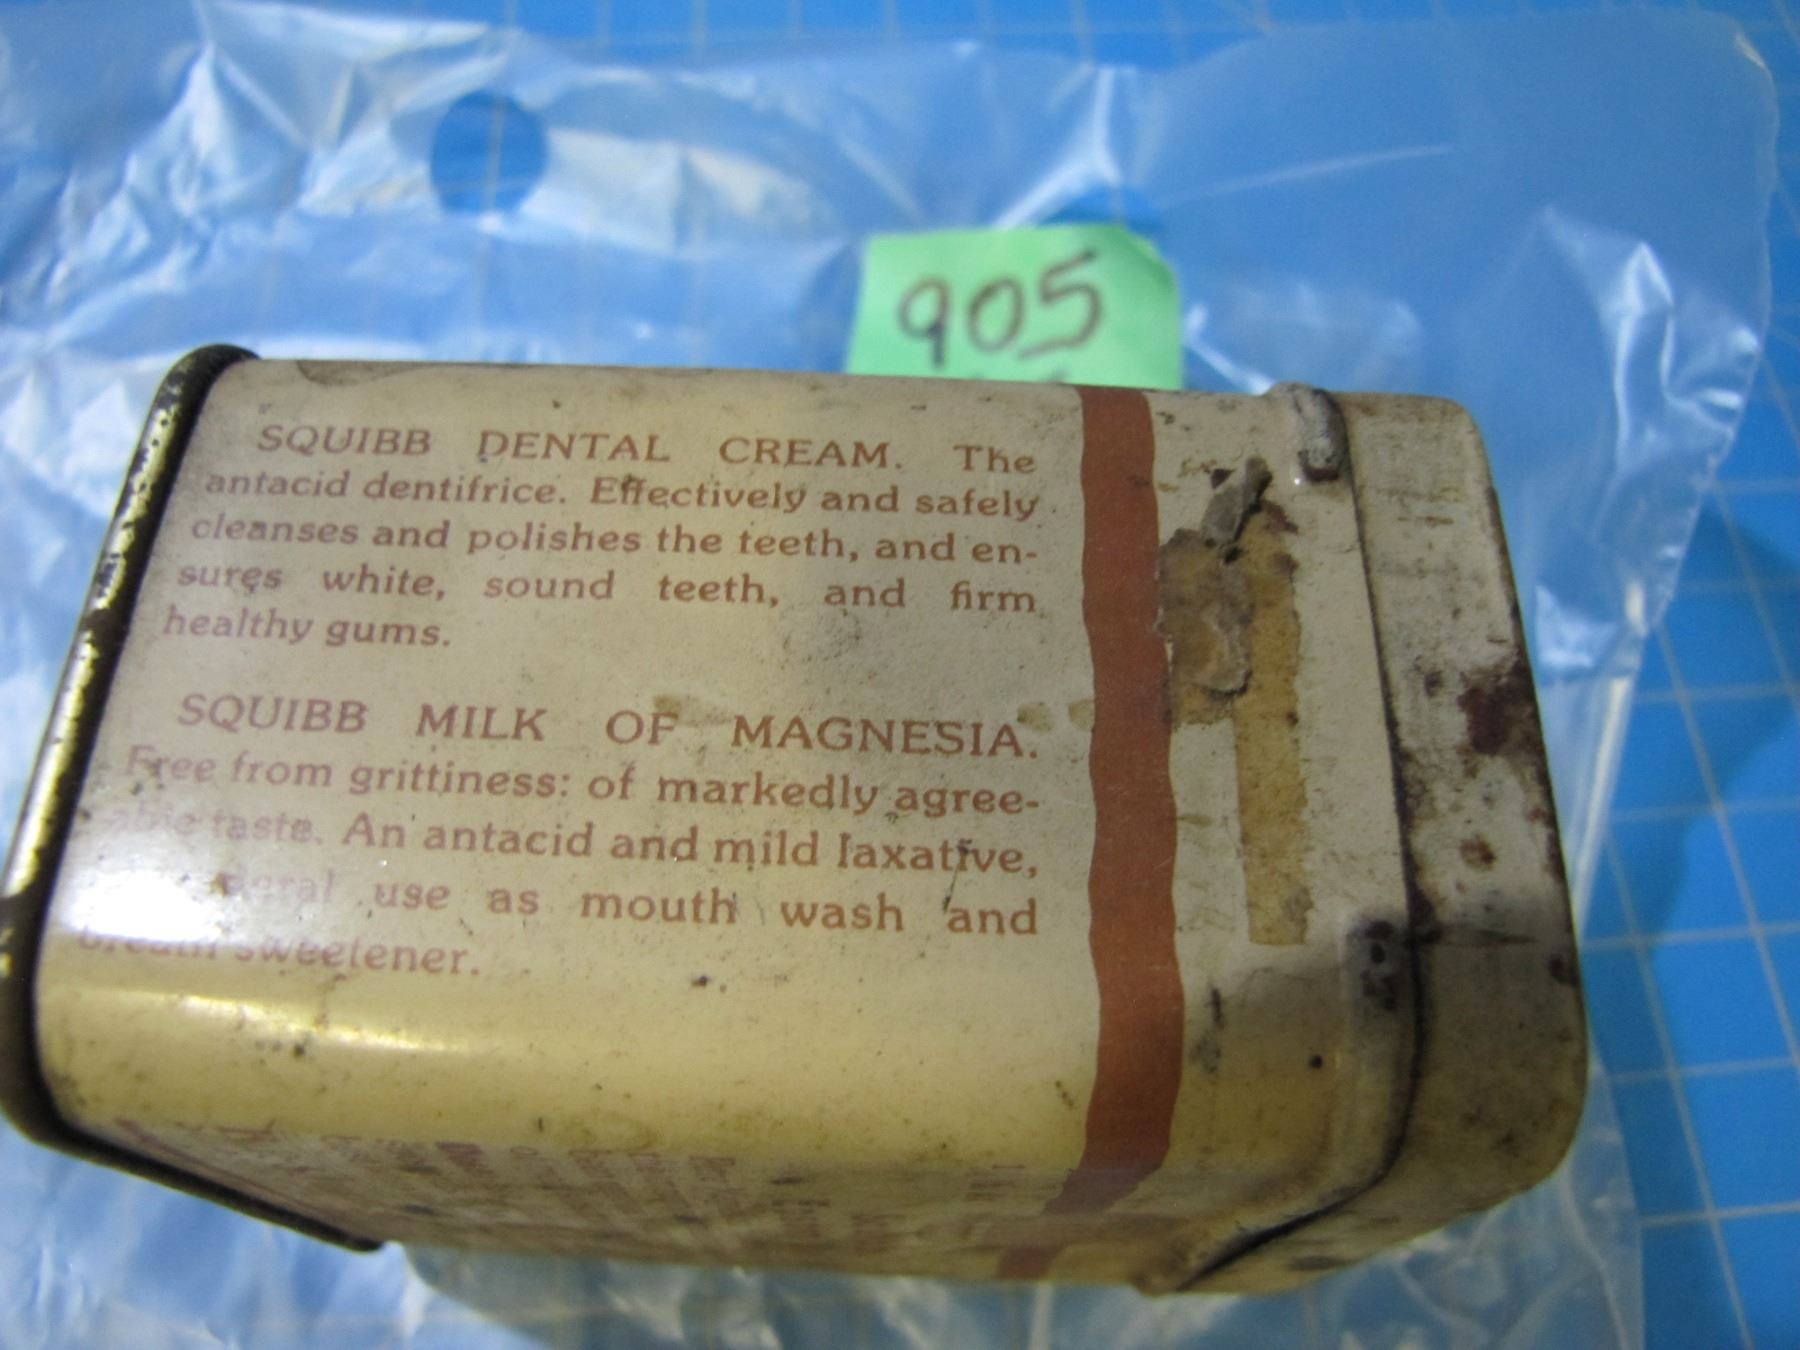 905
SQUIBB DENTAL CREAM. The
antacid dentifrice. Effectively and safely
cleanses and polishes the teeth, and en-
sures white, sound teeth, and firm
healthy gums.
SQUIBB MILK OF MAGNESIA.
Free from grittiness: of markedly agree-
able taste. An antacid and mild laxative,
use as mouth wash and
sweetener.